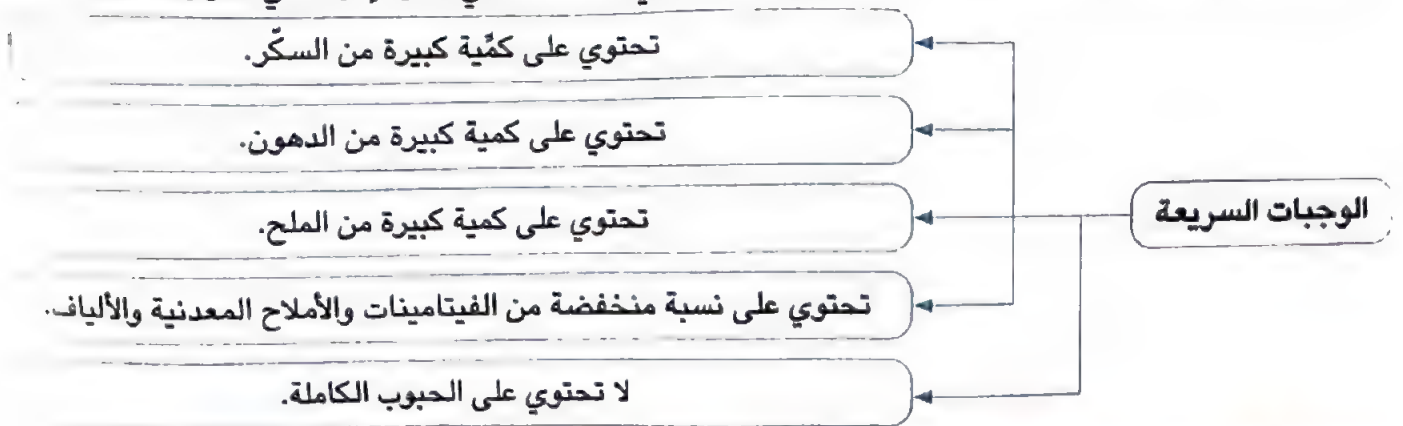 تحتوي على كمِّية كبيرة من السكّر.
تحتوي على كمية كبيرة من الدهون.
الوجبات السريعة
تحتوي على كمية كبيرة من الملح.
تحتوي على نسبة منخفضة من الفيتامينات والأملاح المعدنية والألياف.
لا تحتوي على الحبوب الكاملة.